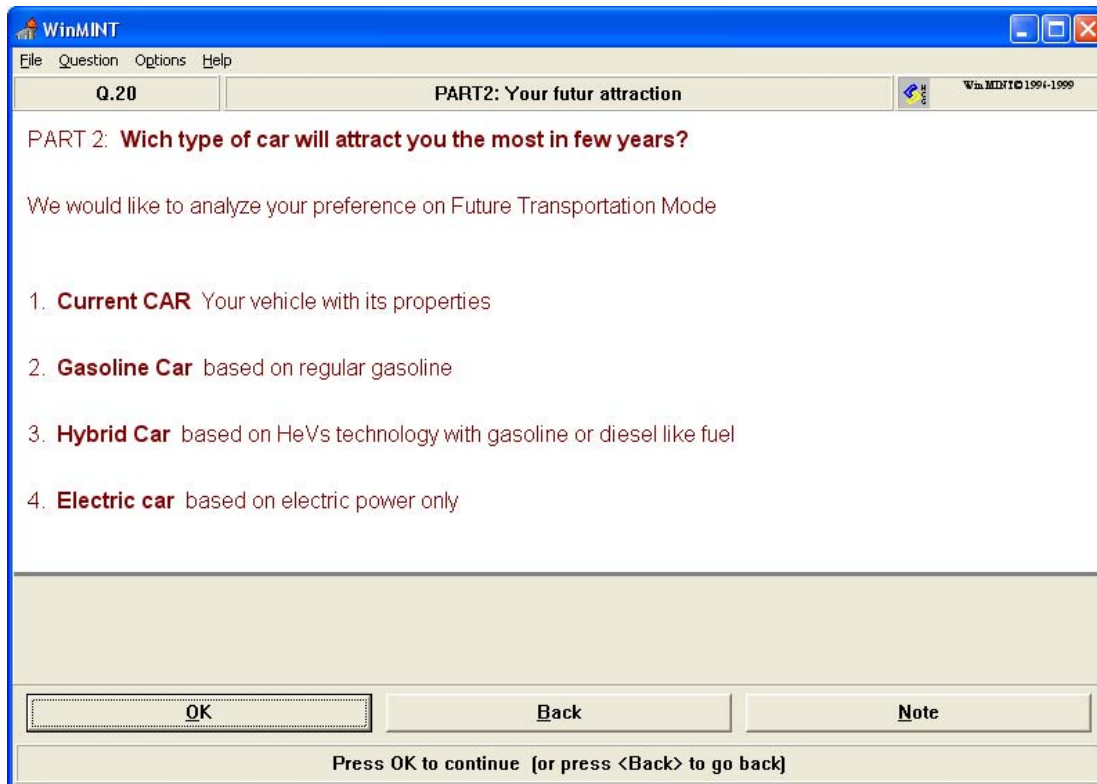 WinMINT
File Question Options Help
Q.20 PART2: Your futur attraction WinMINT© 1994-1999
PART 2: Wich type of car will attract you the most in few years?
We would like to analyze your preference on Future Transportation Mode
1. Current CAR Your vehicle with its properties
2. Gasoline Car based on regular gasoline
3. Hybrid Car based on HeVs technology with gasoline or diesel like fuel
4. Electric car based on electric power only
OK Back Note
Press OK to continue (or press <Back> to go back)